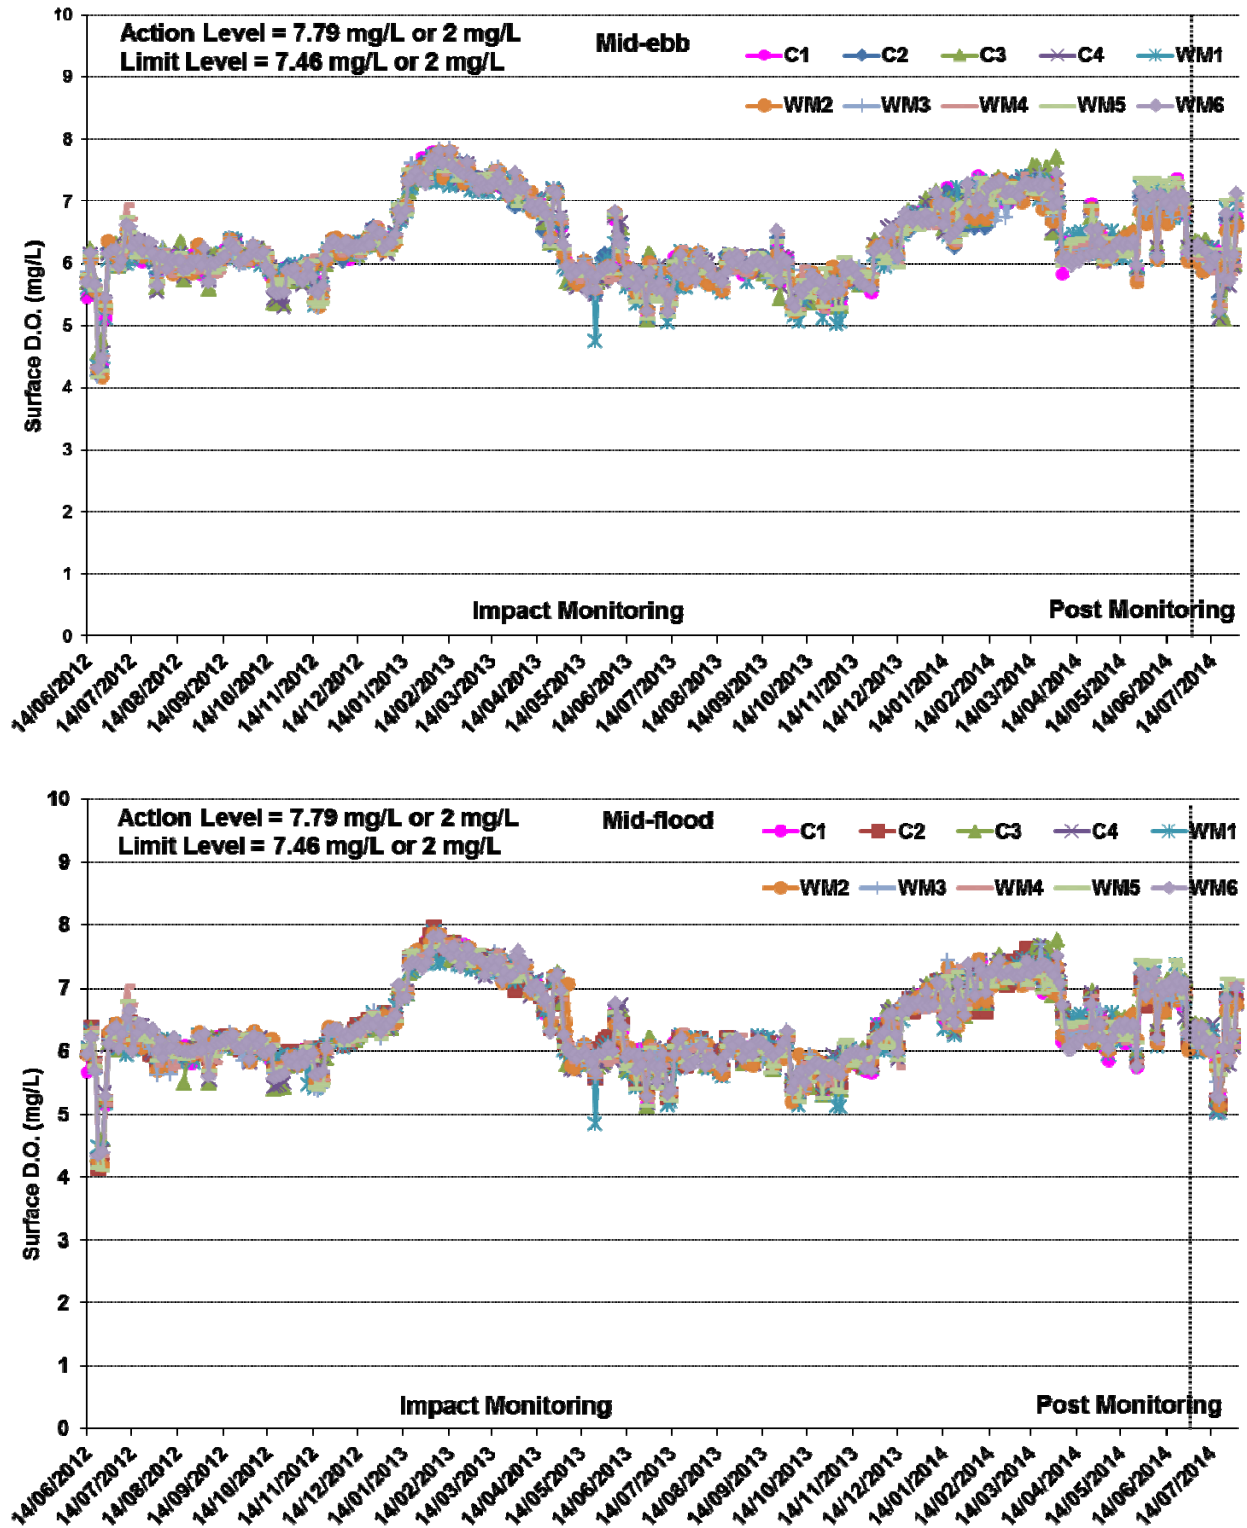 Action Level = 7.79 mg/L or 2 mg/L
Limit Level = 7.46 mg/L or 2 mg/L
Mid-ebb
C1 C2 C3 C4 WM1
WM2 WM3 WM4 WM5 WM6
10
9
8
7
6
5
4
3
2
1
0
Surface D.O. (mg/L)
Impact Monitoring
Post Monitoring
14/06/2012 14/07/2012 14/08/2012 14/09/2012 14/10/2012 14/11/2012 14/12/2012 14/01/2013 14/02/2013 14/03/2013 14/04/2013 14/05/2013 14/06/2013 14/07/2013 14/08/2013 14/09/2013 14/10/2013 14/11/2013 14/12/2013 14/01/2014 14/02/2014 14/03/2014 14/04/2014 14/05/2014 14/06/2014 14/07/2014
Action Level = 7.79 mg/L or 2 mg/L
Limit Level = 7.46 mg/L or 2 mg/L
Mid-flood
C1 C2 C3 C4 WM1
WM2 WM3 WM4 WM5 WM6
10
9
8
7
6
5
4
3
2
1
0
Surface D.O. (mg/L)
Impact Monitoring
Post Monitoring
14/06/2012 14/07/2012 14/08/2012 14/09/2012 14/10/2012 14/11/2012 14/12/2012 14/01/2013 14/02/2013 14/03/2013 14/04/2013 14/05/2013 14/06/2013 14/07/2013 14/08/2013 14/09/2013 14/10/2013 14/11/2013 14/12/2013 14/01/2014 14/02/2014 14/03/2014 14/04/2014 14/05/2014 14/06/2014 14/07/2014